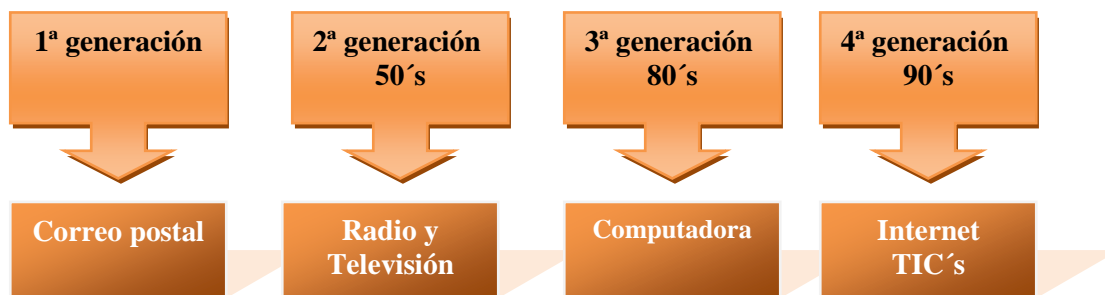 1ª generación
2ª generación
50´s
3ª generación
80´s
4ª generación
90´s
Correo postal
Radio y
Televisión
Computadora
Internet
TIC´s